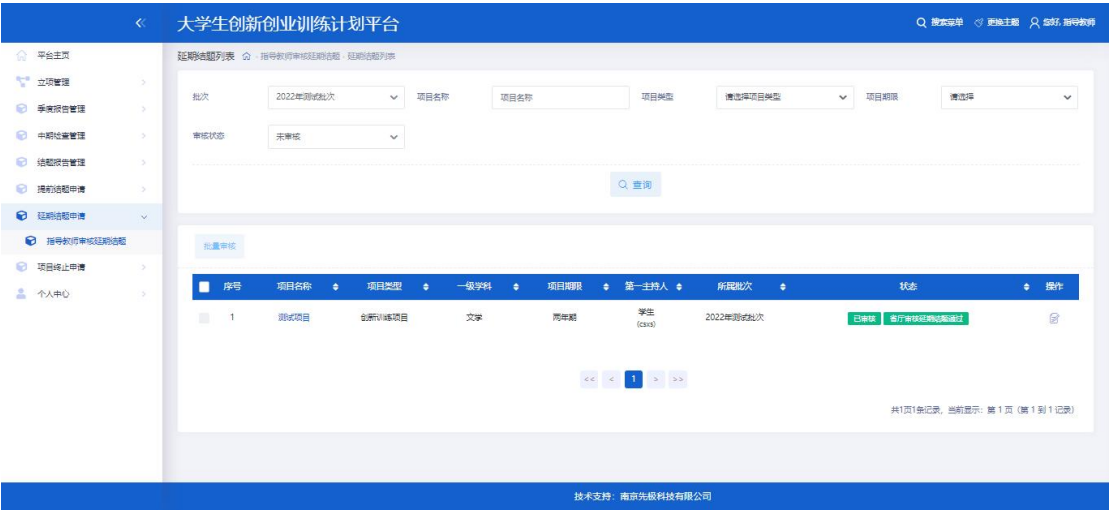 大学生创新创业训练计划平台
搜索菜单 更换主题 您好, 指导教师
平台主页
立项管理
季度报告管理
中期检查管理
结题报告管理
提前结题申请
延期结题申请
指导教师审核延期结题
项目终止申请
个人中心
延期结题列表 - 指导教师审核延期结题 - 延期结题列表
批次 2022年测试批次 项目名称 项目名称 项目类型 请选择项目类型 项目期限 请选择
审核状态 未审核
查询
批量审核
序号 项目名称 项目类型 一级学科 项目期限 第一主持人 所属批次 状态 操作
1 测试项目 创新训练项目 文学 两年期 学生 (csxs) 2022年测试批次 已审核 省厅审核延期结题通过
<< < 1 > >>
共1页1条记录, 当前显示: 第 1 页 (第 1 到 1 记录)
技术支持: 南京先极科技有限公司